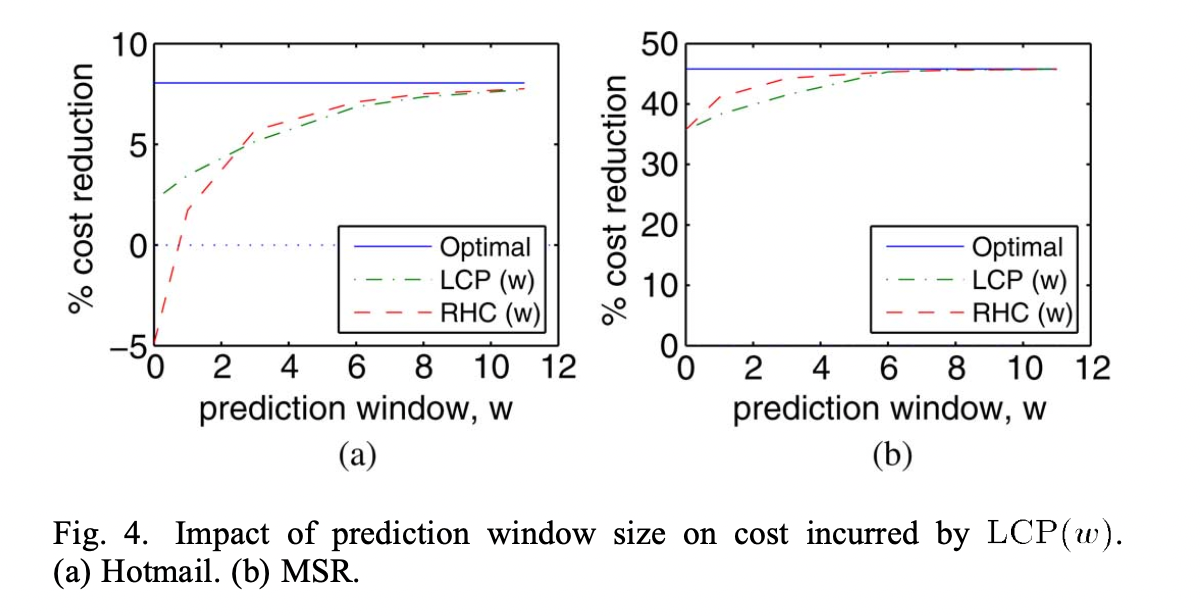 10
5
0
−5
% cost reduction
0 2 4 6 8 10 12
prediction window, w
Optimal
LCP (w)
RHC (w)
(a)
50
40
30
20
10
0
% cost reduction
0 2 4 6 8 10 12
prediction window, w
Optimal
LCP (w)
RHC (w)
(b)
Fig. 4. Impact of prediction window size on cost incurred by LCP(w).
(a) Hotmail. (b) MSR.